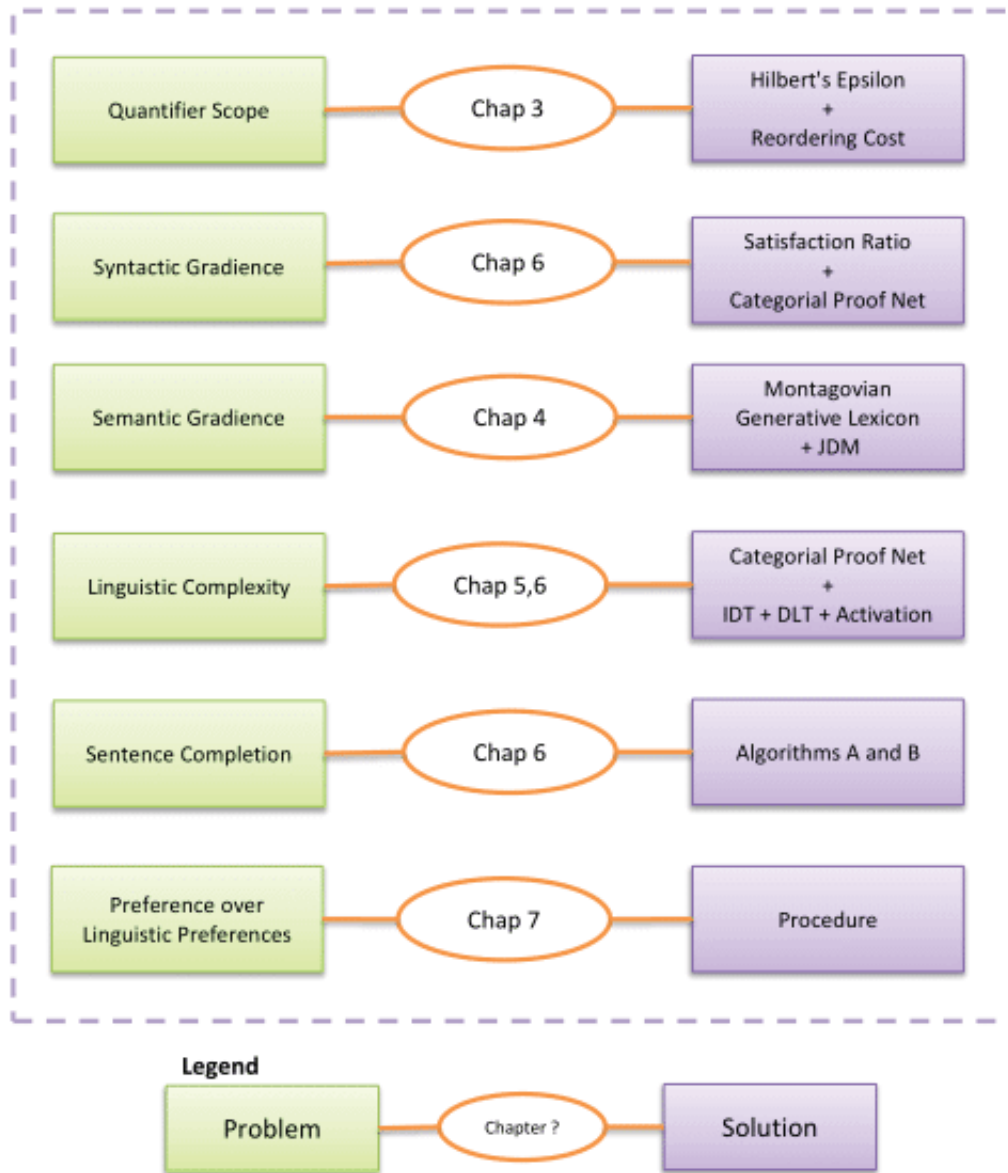 Quantifier Scope
Chap 3
Hilbert's Epsilon
+
Reordering Cost
Syntactic Gradience
Chap 6
Satisfaction Ratio
+
Categorial Proof Net
Semantic Gradience
Chap 4
Montagovian
Generative Lexicon
+ JDM
Linguistic Complexity
Chap 5,6
Categorial Proof Net
+
IDT + DLT + Activation
Sentence Completion
Chap 6
Algorithms A and B
Preference over
Linguistic Preferences
Chap 7
Procedure
Legend
Problem
Chapter ?
Solution